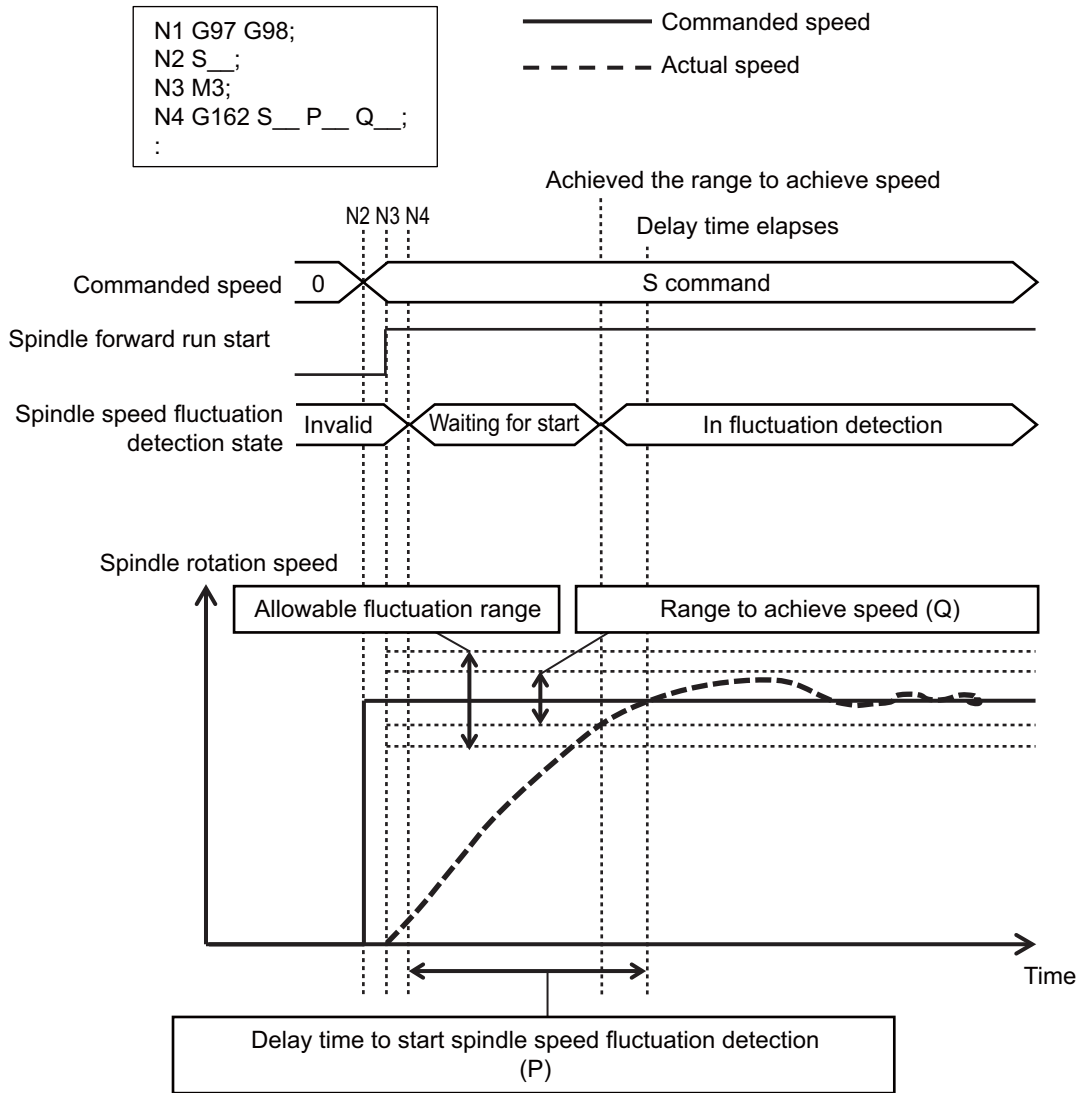 N1 G97 G98;
N2 S__;
N3 M3;
N4 G162 S__ P__ Q__;
:
Commanded speed
Actual speed
Achieved the range to achieve speed
N2 N3 N4
Delay time elapses
Commanded speed
0
S command
Spindle forward run start
Spindle speed fluctuation
detection state
Invalid
Waiting for start
In fluctuation detection
Spindle rotation speed
Allowable fluctuation range
Range to achieve speed (Q)
Time
Delay time to start spindle speed fluctuation detection
(P)